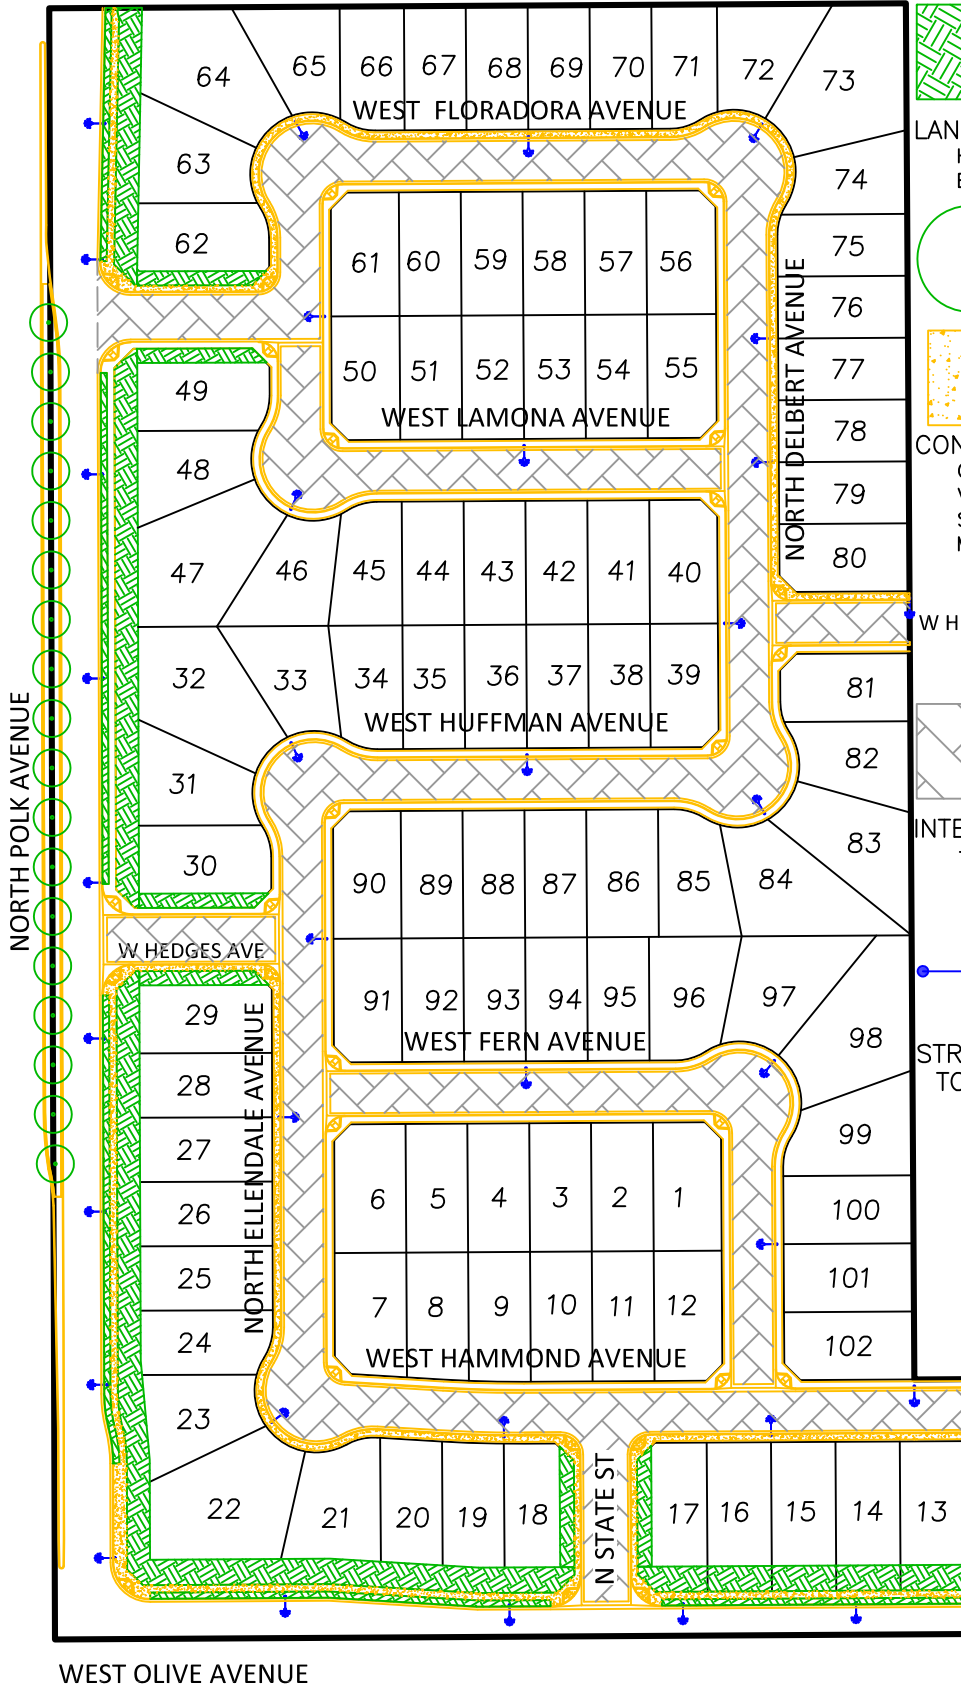 64 65 66 67 68 69 70 71 72 73
WEST FLORADORA AVENUE
63 74
62 61 60 59 58 57 56 75
76
NORTH DELBERT AVENUE
49 50 51 52 53 54 55 77
WEST LAMONA AVENUE
78
48 79
47 46 45 44 43 42 41 40 80
W H
32 33 34 35 36 37 38 39 81
WEST HUFFMAN AVENUE
31 82
NORTH POLK AVENUE
30 90 89 88 87 86 85 84 83
W HEDGES AVE
29 91 92 93 94 95 96 97 98
WEST FERN AVENUE
28
NORTH ELLENDALE AVENUE
27 99
26 6 5 4 3 2 1 100
25 101
24 7 8 9 10 11 12 102
WEST HAMMOND AVENUE
23
22 21 20 19 18 17 16 15 14 13
N STATE ST
WEST OLIVE AVENUE
LAN
CON
INTE
STR
TO